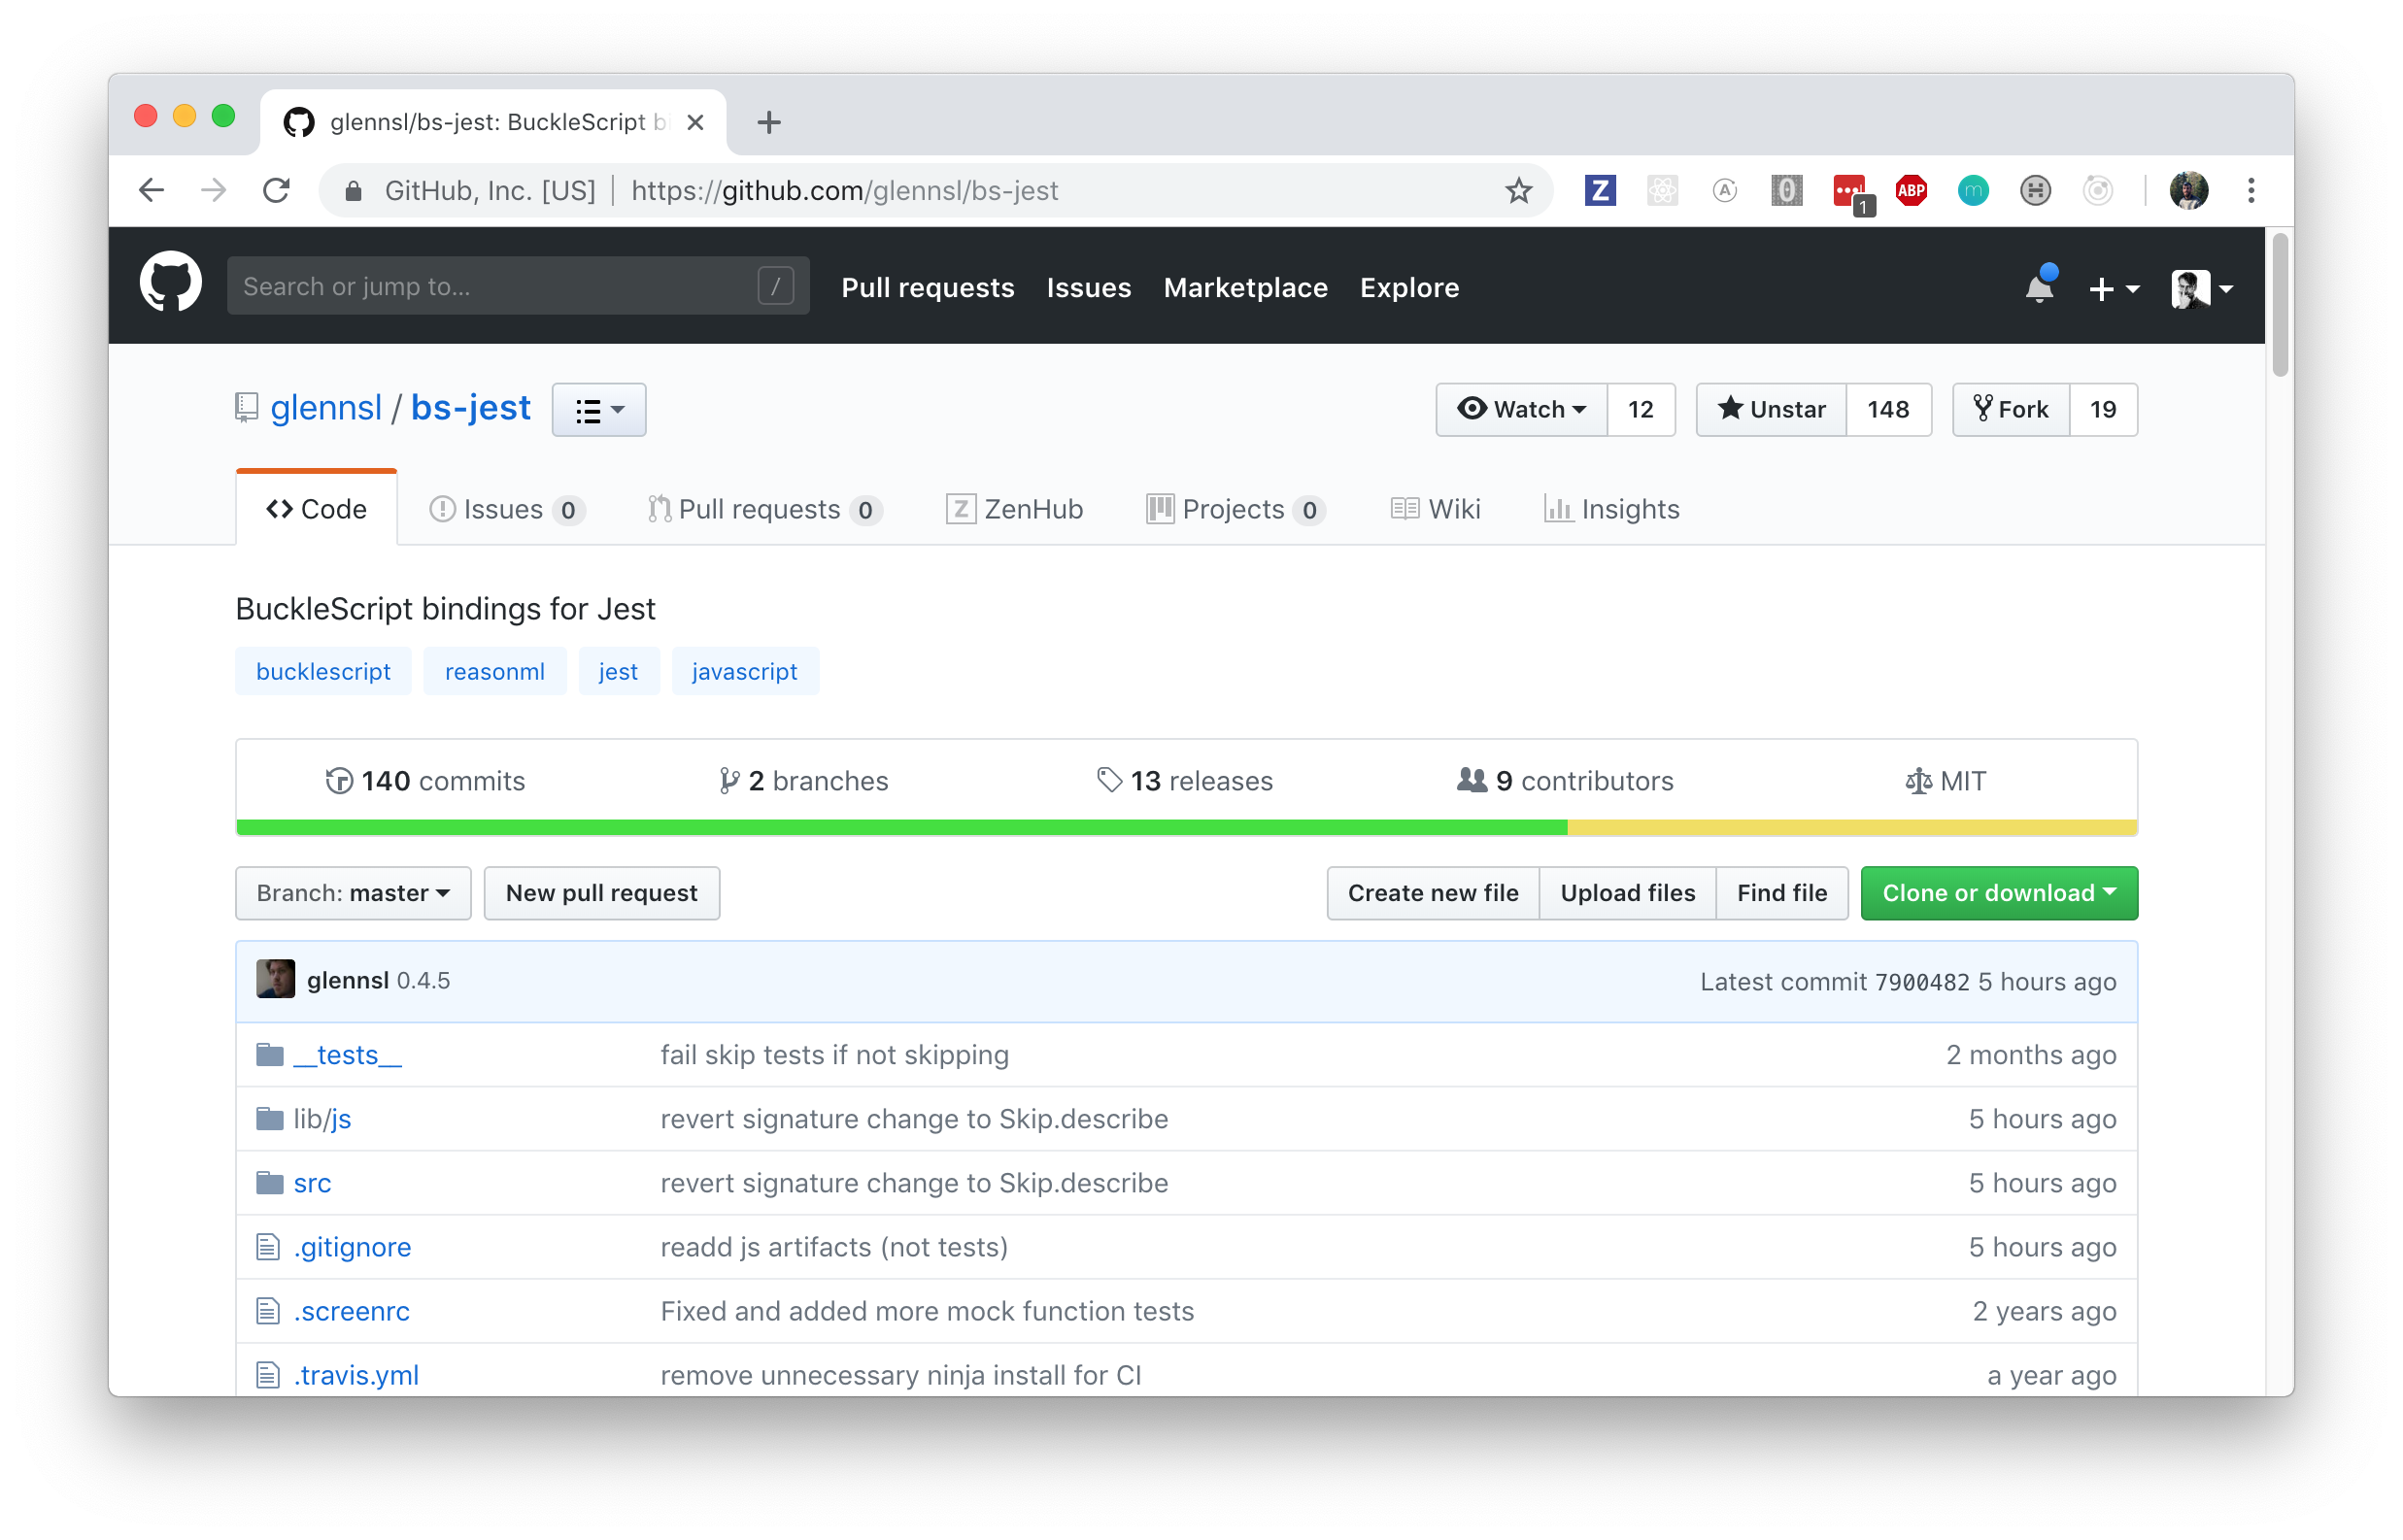 glennsl/bs-jest: BuckleScript
GitHub, Inc. [US] https://github.com/glennsl/bs-jest
Z A 0 1 ABP m H
Search or jump to... / Pull requests Issues Marketplace Explore
glennsl / bs-jest Watch 12 Unstar 148 Fork 19
Code Issues 0 Pull requests 0 Z ZenHub Projects 0 Wiki Insights
BuckleScript bindings for Jest
bucklescript reasonml jest javascript
140 commits 2 branches 13 releases 9 contributors MIT
Branch: master New pull request Create new file Upload files Find file Clone or download
glennsl 0.4.5 Latest commit 7900482 5 hours ago
__tests__ fail skip tests if not skipping 2 months ago
lib/js revert signature change to Skip.describe 5 hours ago
src revert signature change to Skip.describe 5 hours ago
.gitignore readd js artifacts (not tests) 5 hours ago
.screenrc Fixed and added more mock function tests 2 years ago
.travis.yml remove unnecessary ninja install for CI a year ago